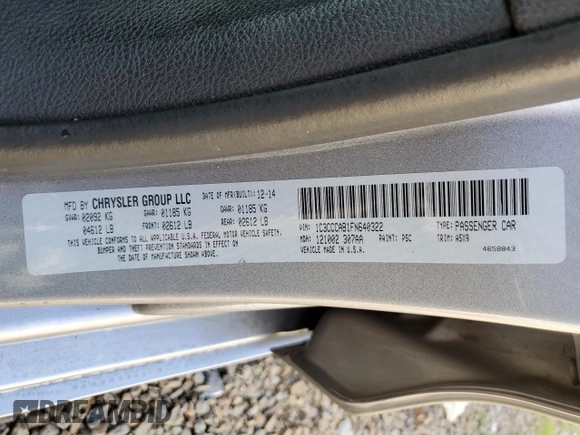 MFD BY CHRYSLER GROUP LLC DATE OF MFR(BUILT): 12-14
GVWR: 02092 KG GAWR: 01185 KG GAWR: 01185 KG
04612 LB FRONT: 02612 LB REAR: 02612 LB
THIS VEHICLE CONFORMS TO ALL APPLICABLE U.S.A. FEDERAL MOTOR VEHICLE SAFETY,
BUMPER AND THEFT PREVENTION STANDARDS IN EFFECT ON
THE DATE OF MANUFACTURE SHOWN ABOVE.
VIN: 1C3CCCDAB1FN640322 TYPE: PASSENGER CAR
MDH: 121002 307AA PAINT: PSC TRIM: A5X9
VEHICLE MADE IN U.S.A. 4658843
DREAMBID